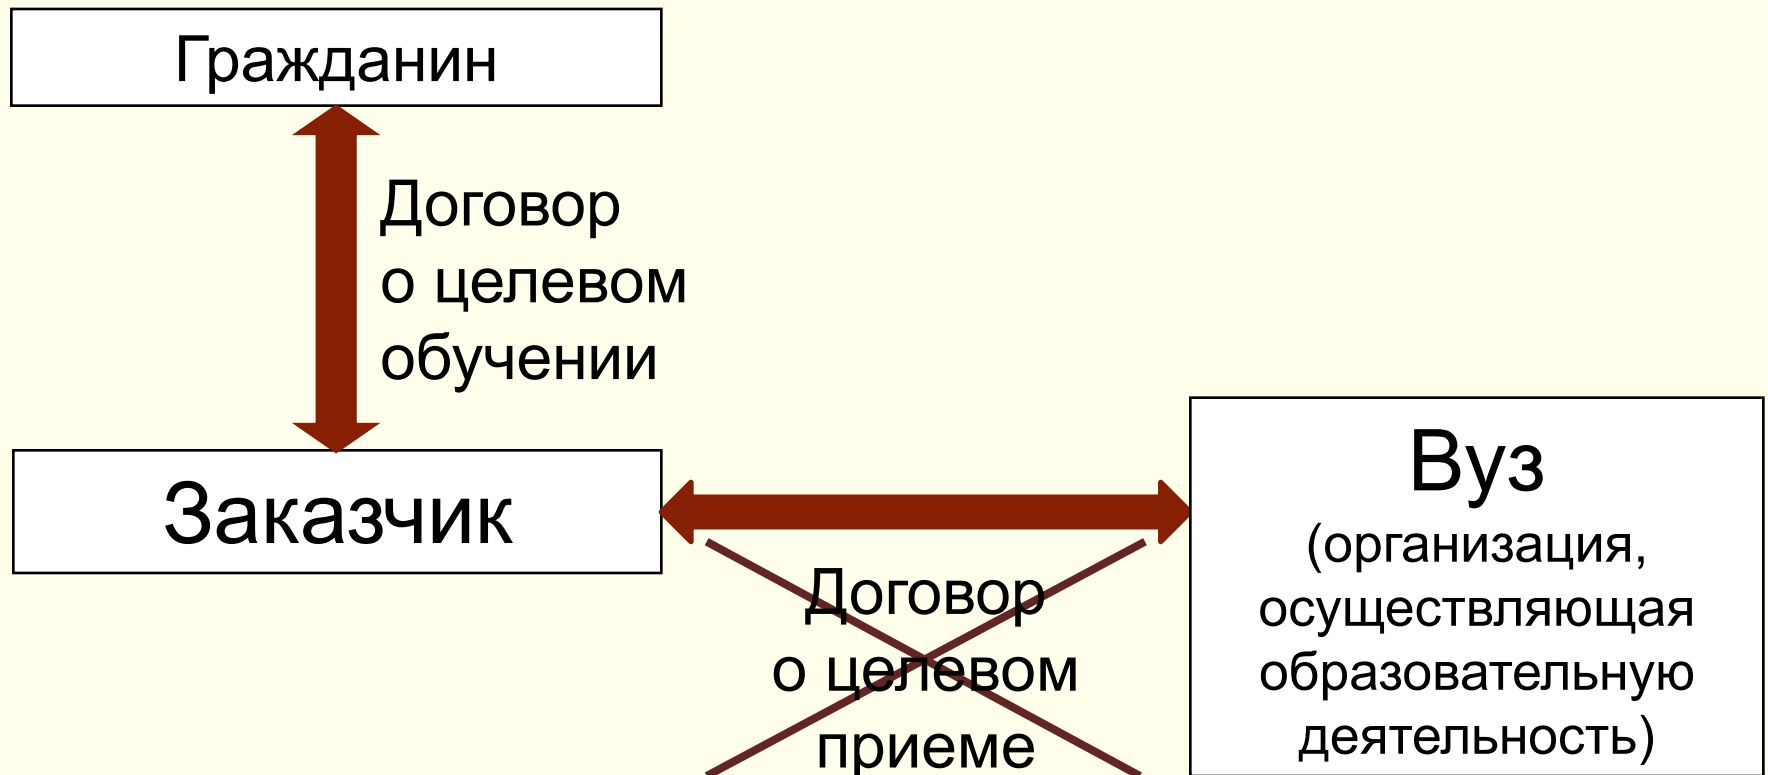 Гражданин
Договор
о целевом
обучении
Заказчик
Договор
о целевом
приеме
Вуз
(организация,
осуществляющая
образовательную
деятельность)